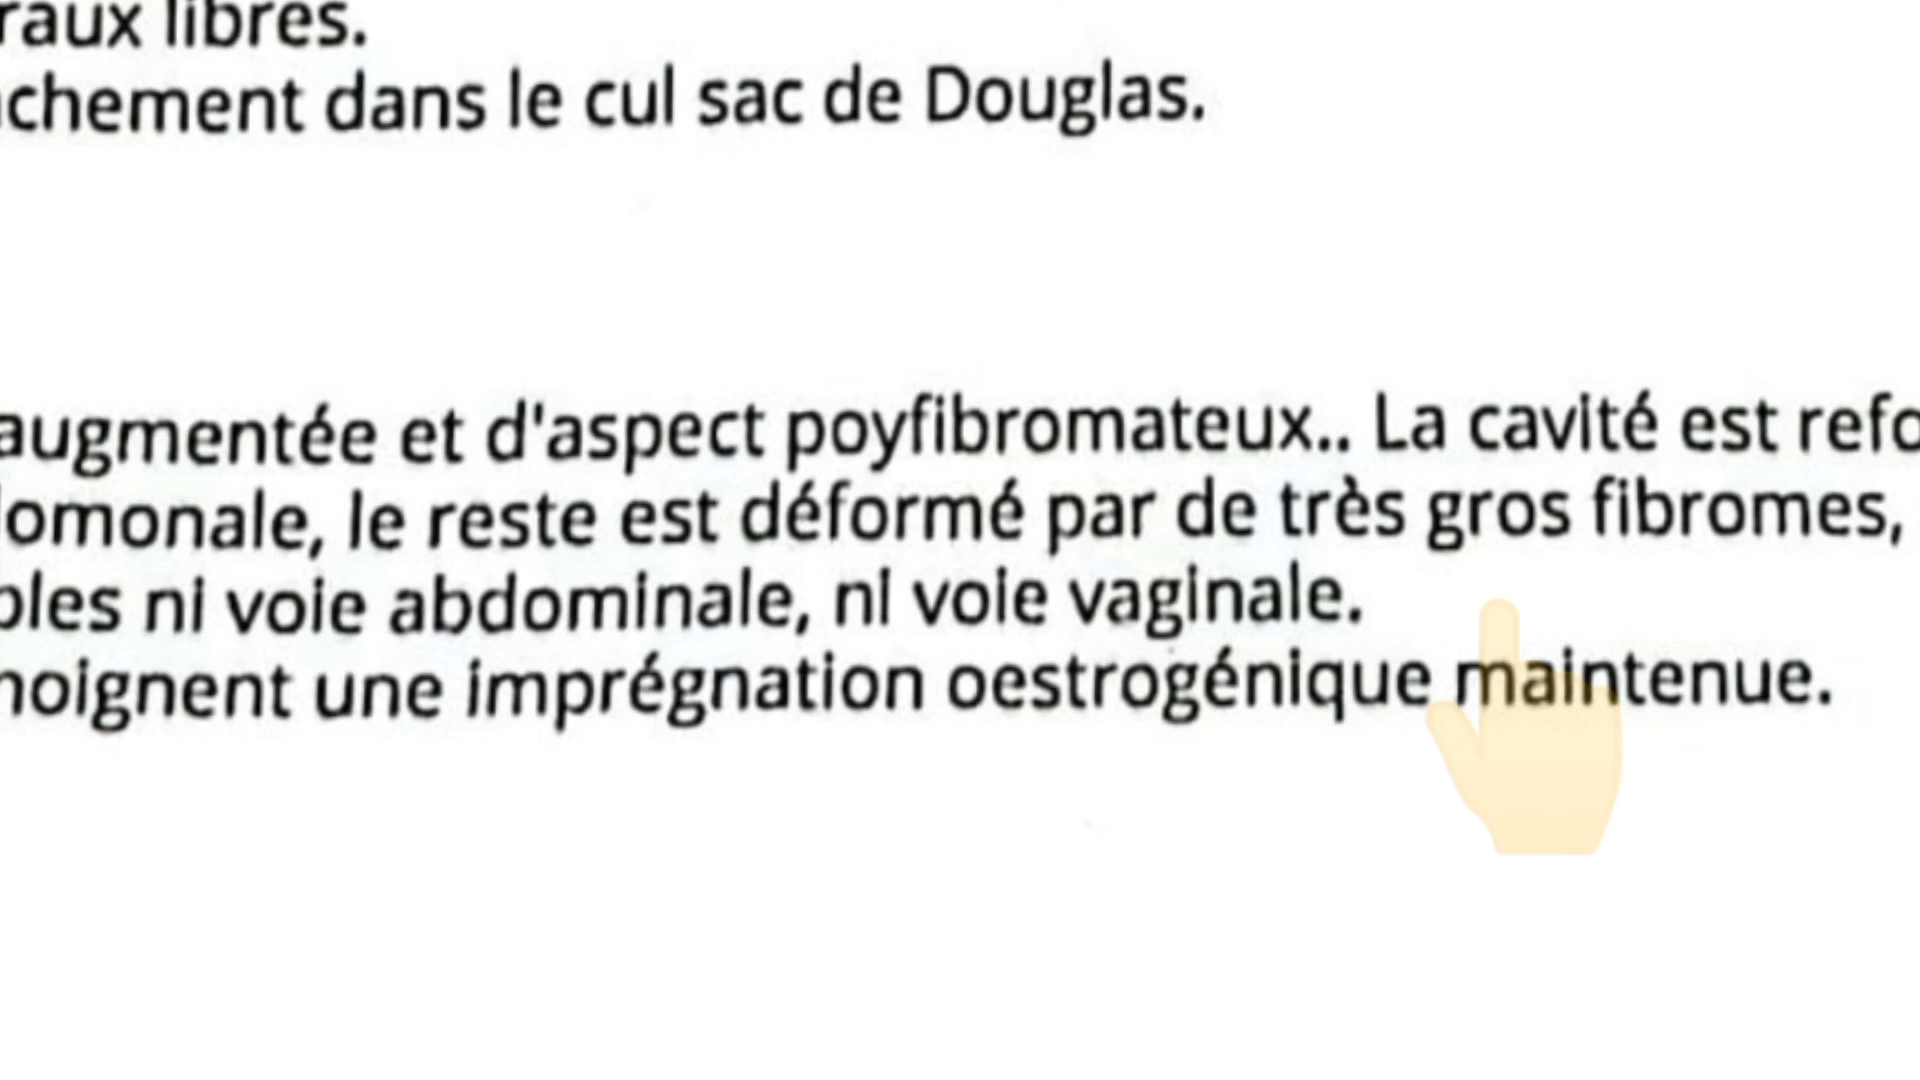 raux libres.
chement dans le cul sac de Douglas.
augmentée et d'aspect poyfibromateux.. La cavité est refo
omonale, le reste est déformé par de très gros fibromes,
bles ni voie abdominale, ni voie vaginale.
noignent une imprégnation oestrogénique maintenue.